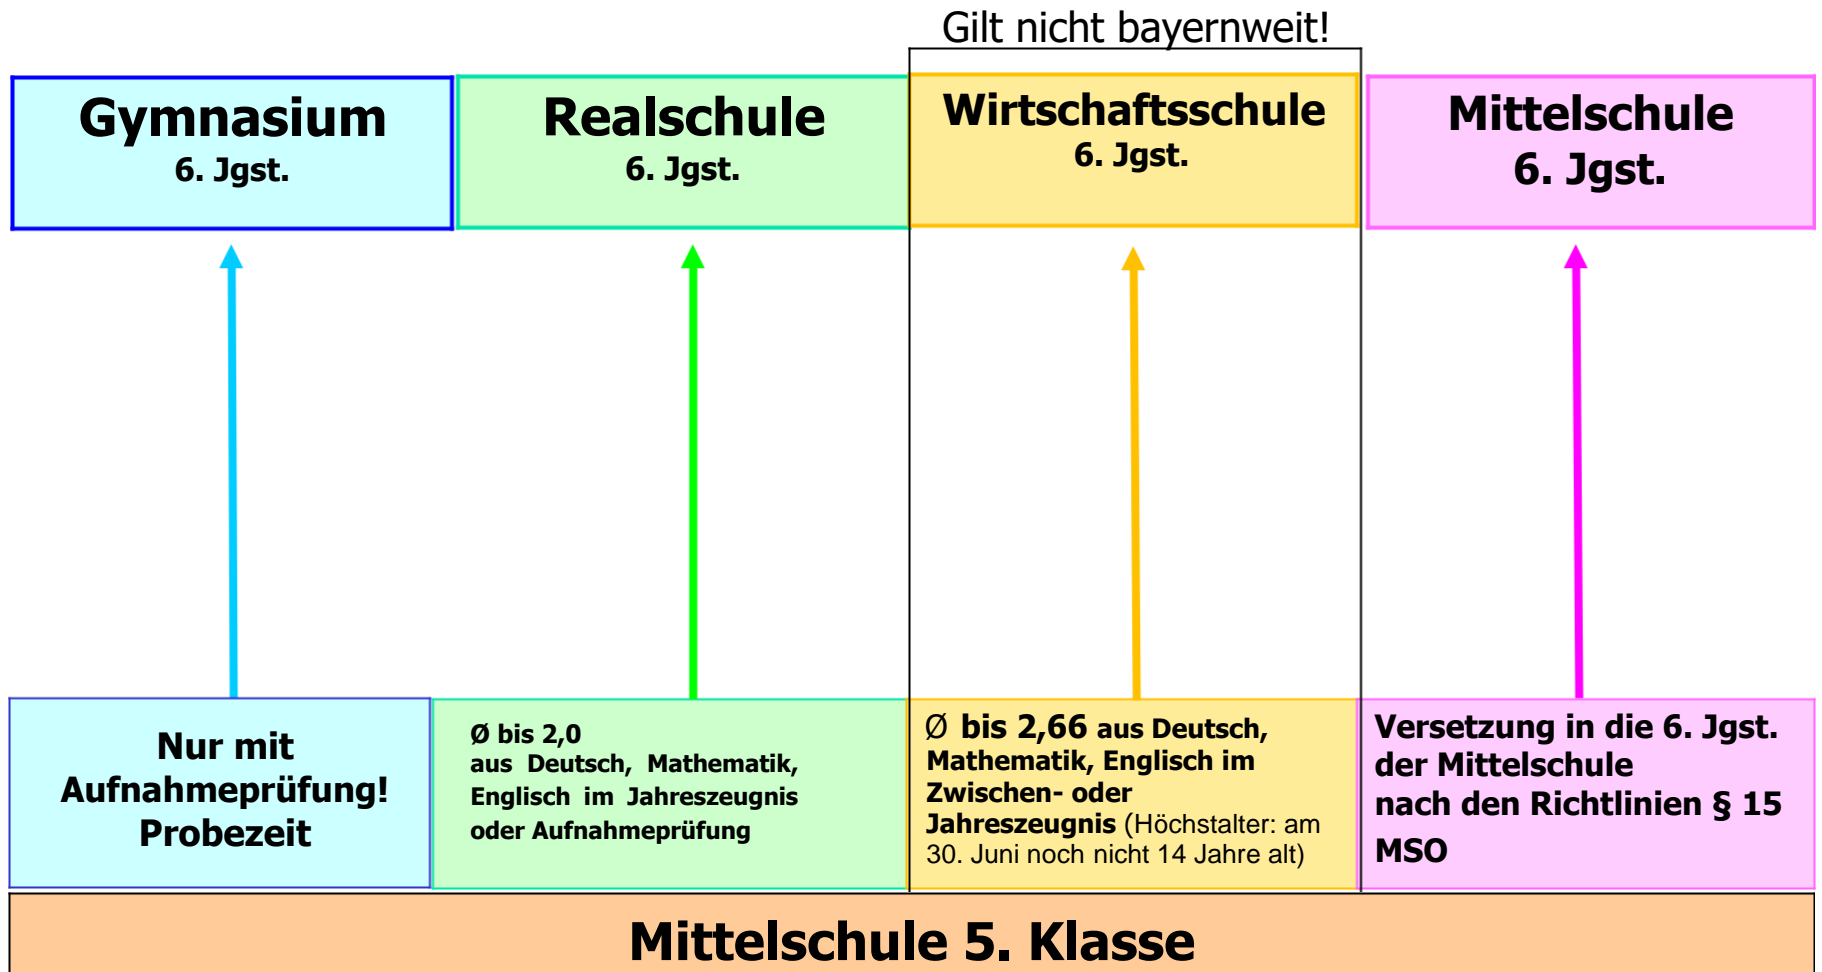 Gilt nicht bayernweit!
Gymnasium
6. Jgst.
Realschule
6. Jgst.
Wirtschaftsschule
6. Jgst.
Mittelschule
6. Jgst.
Nur mit
Aufnahmeprüfung!
Probezeit
Ø bis 2,0
aus Deutsch, Mathematik,
Englisch im Jahreszeugnis
oder Aufnahmeprüfung
Ø bis 2,66 aus Deutsch,
Mathematik, Englisch im
Zwischen- oder
Jahreszeugnis (Höchstalter: am
30. Juni noch nicht 14 Jahre alt)
Versetzung in die 6. Jgst.
der Mittelschule
nach den Richtlinien § 15
MSO
Mittelschule 5. Klasse